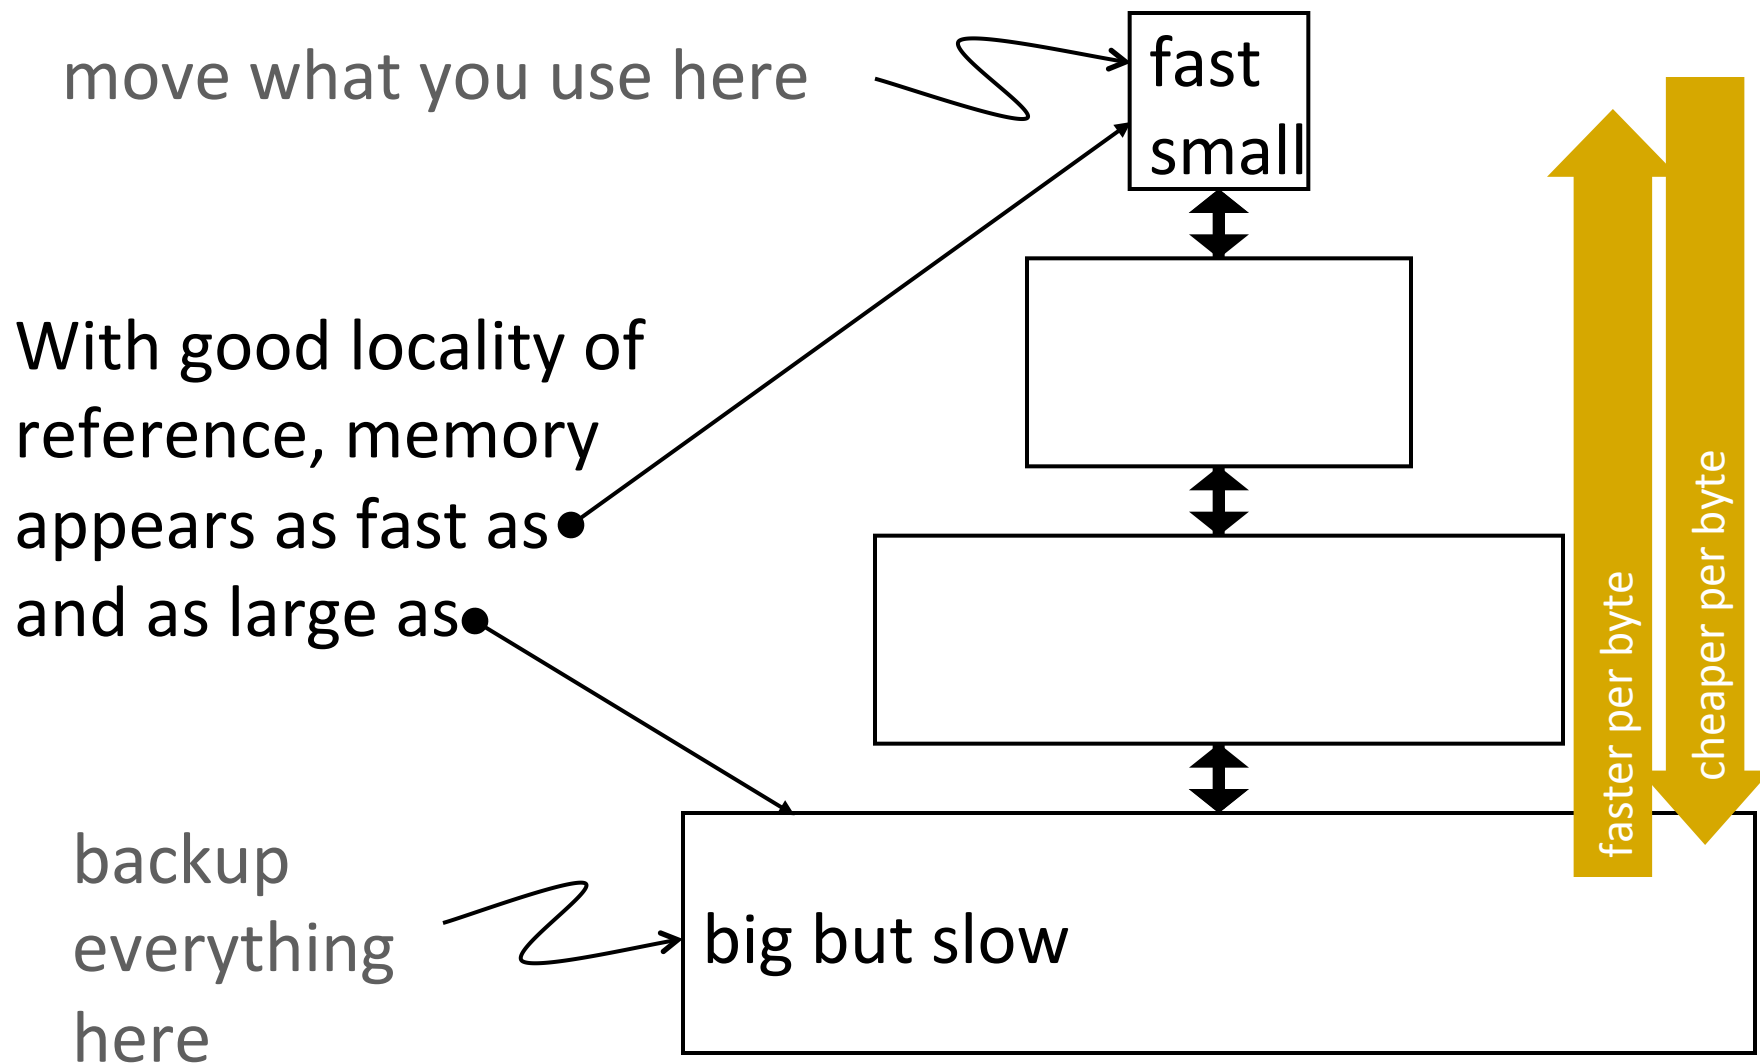 move what you use here
fast
small
With good locality of
reference, memory
appears as fast as
and as large as
faster per byte
cheaper per byte
backup
everything
here
big but slow